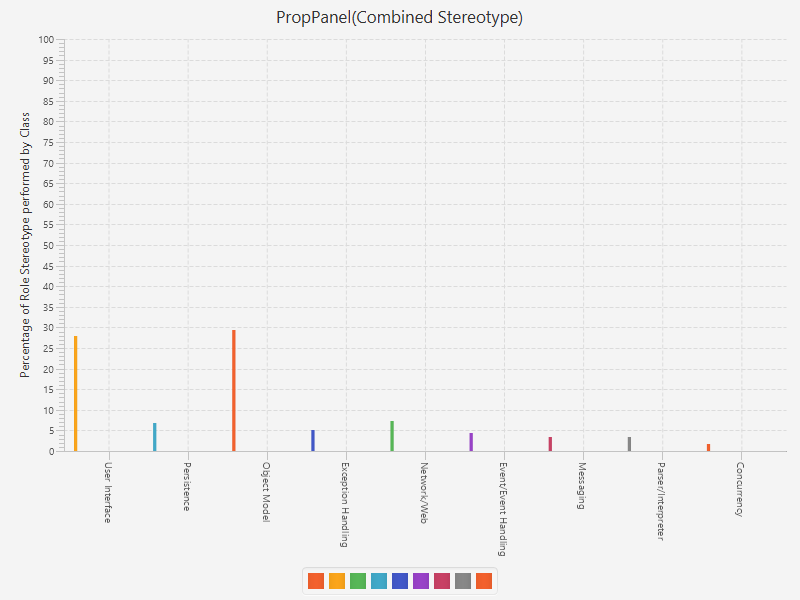 PropPanel(Combined Stereotype)
Percentage of Role Stereotype performed by Class
100
95
90
85
80
75
70
65
60
55
50
45
40
35
30
25
20
15
10
5
0
User Interface
Persistence
Object Model
Exception Handling
Network/Web
Event/Event Handling
Messaging
Parser/Interpreter
Concurrency